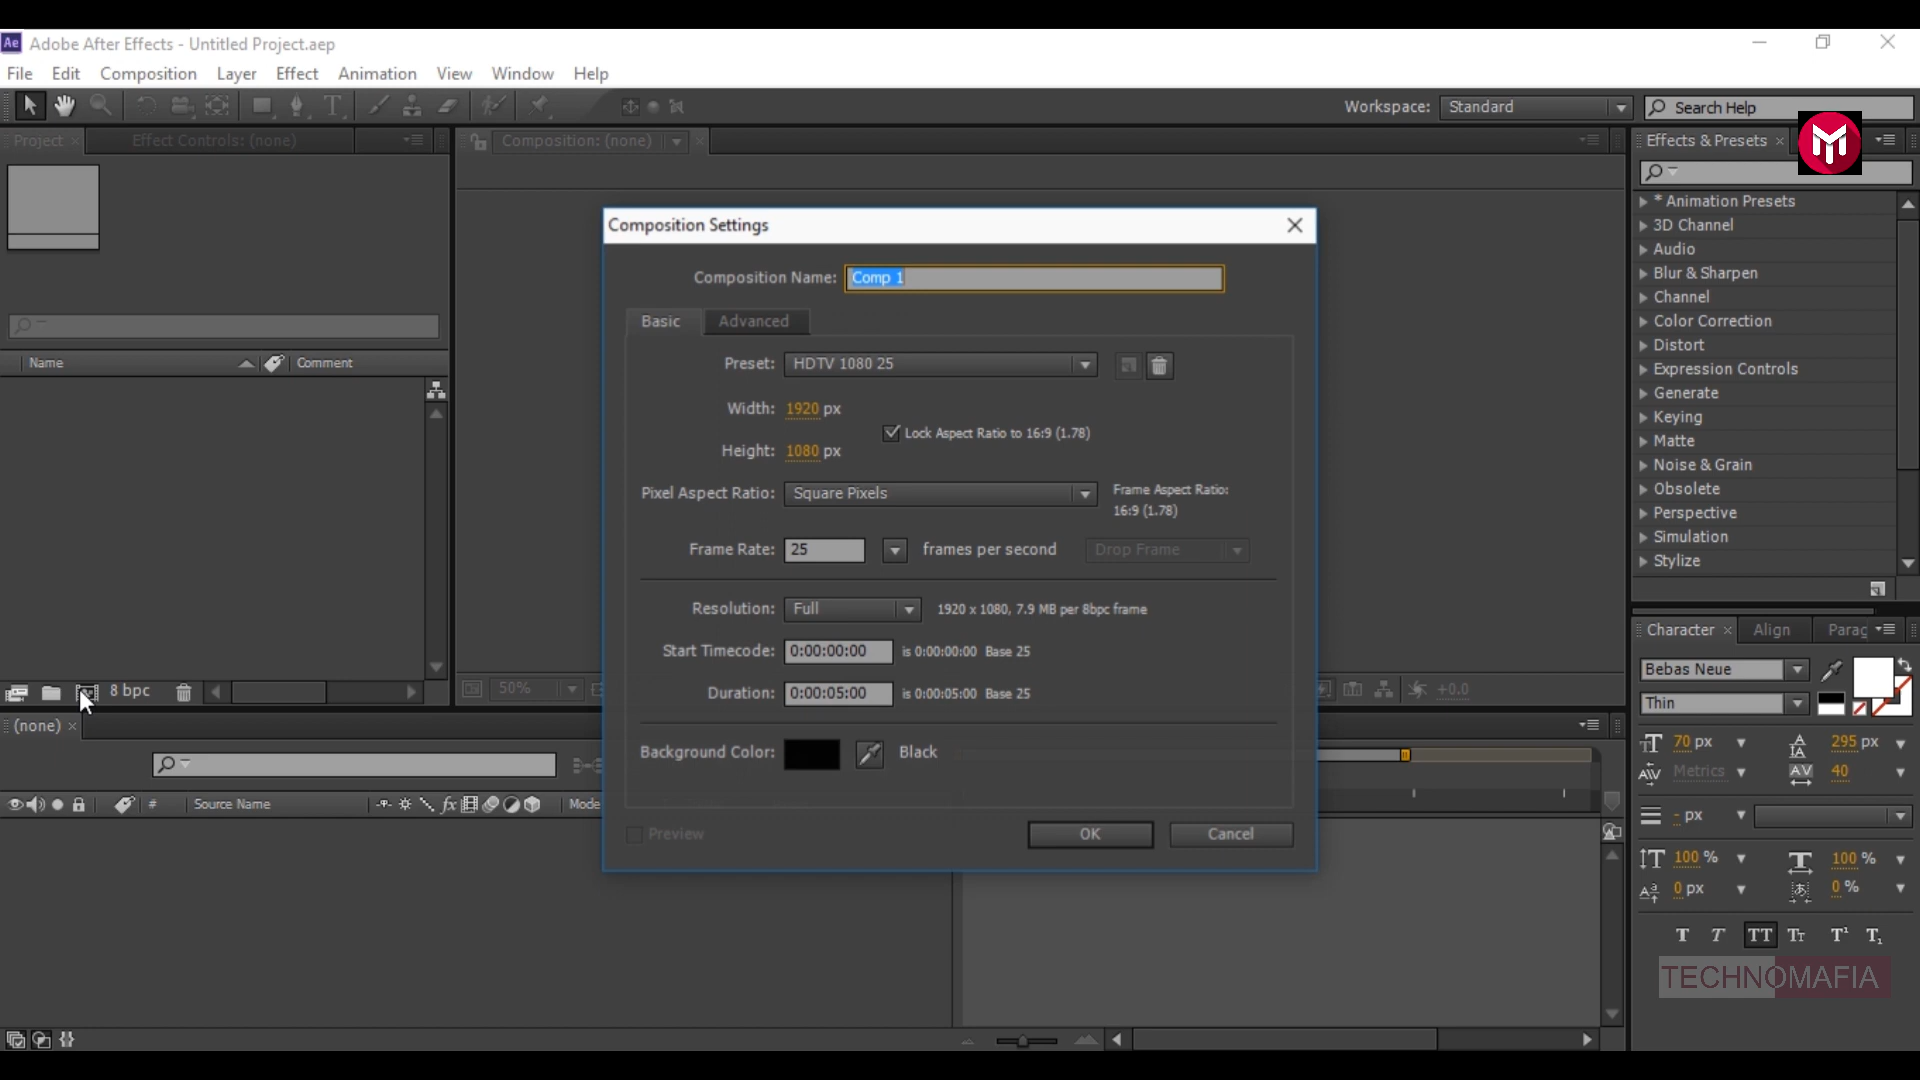 Ae Adobe After Effects - Untitled Project.aep
File Edit Composition Layer Effect Animation View Window Help
Workspace: Standard Search Help
Project Effect Controls: (none) Composition: (none) Effects & Presets
* Animation Presets
3D Channel
Audio
Blur & Sharpen
Channel
Color Correction
Distort
Expression Controls
Generate
Keying
Matte
Noise & Grain
Obsolete
Perspective
Simulation
Stylize
Name Comment
8 bpc
50%
+0.0
Composition Settings
Composition Name: Comp 1
Basic Advanced
Preset: HDTV 1080 25
Width: 1920 px
Lock Aspect Ratio to 16:9 (1.78)
Height: 1080 px
Pixel Aspect Ratio: Square Pixels Frame Aspect Ratio:
16:9 (1.78)
Frame Rate: 25 frames per second Drop Frame
Resolution: Full 1920 x 1080, 7.9 MB per 8bpc frame
Start Timecode: 0:00:00:00 is 0:00:00:00 Base 25
Duration: 0:00:05:00 is 0:00:05:00 Base 25
Background Color: Black
Preview OK Cancel
(none)
# Source Name fx Mode
Character Align Parag
Bebas Neue
Thin
70 px 295 px
Metrics 40
- px
100 % 100 %
0 px 0 %
TECHNOMAFIA